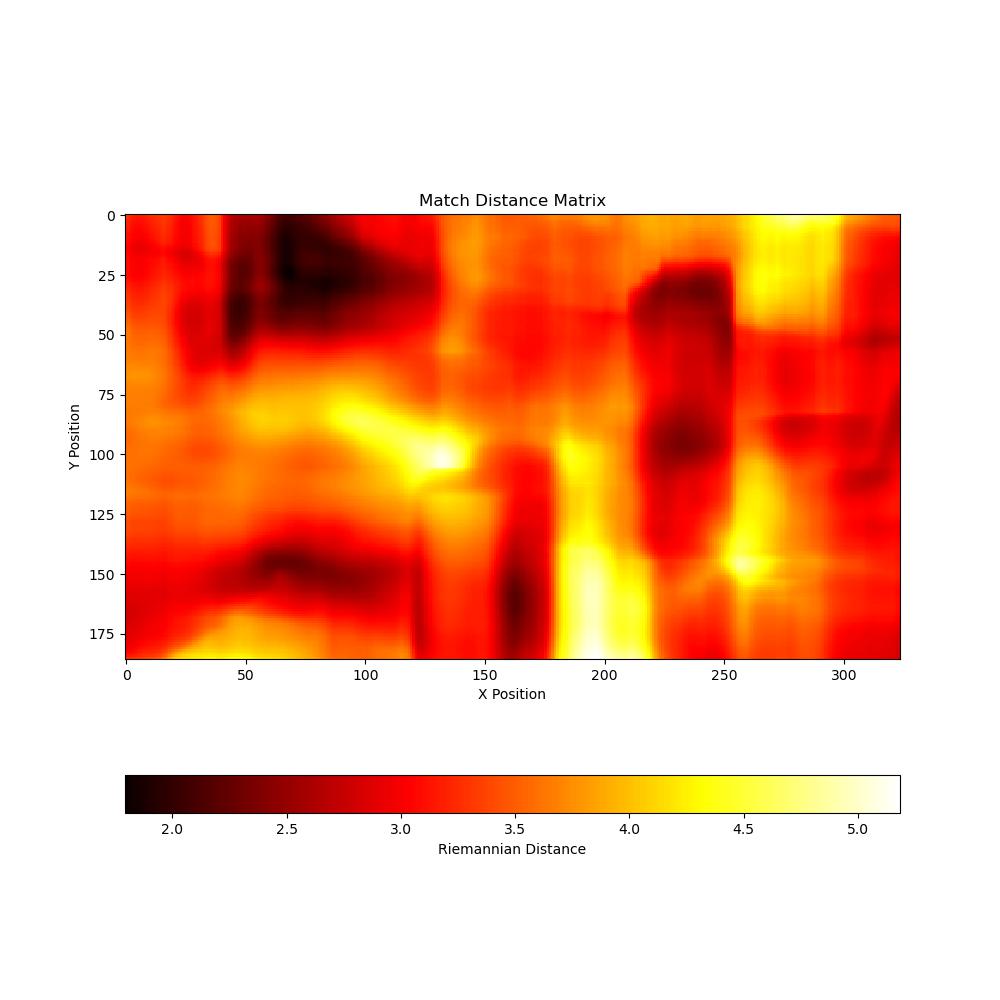 Match Distance Matrix
0
25
50
75
100
125
150
175
Y Position
0 50 100 150 200 250 300
X Position
2.0 2.5 3.0 3.5 4.0 4.5 5.0
Riemannian Distance